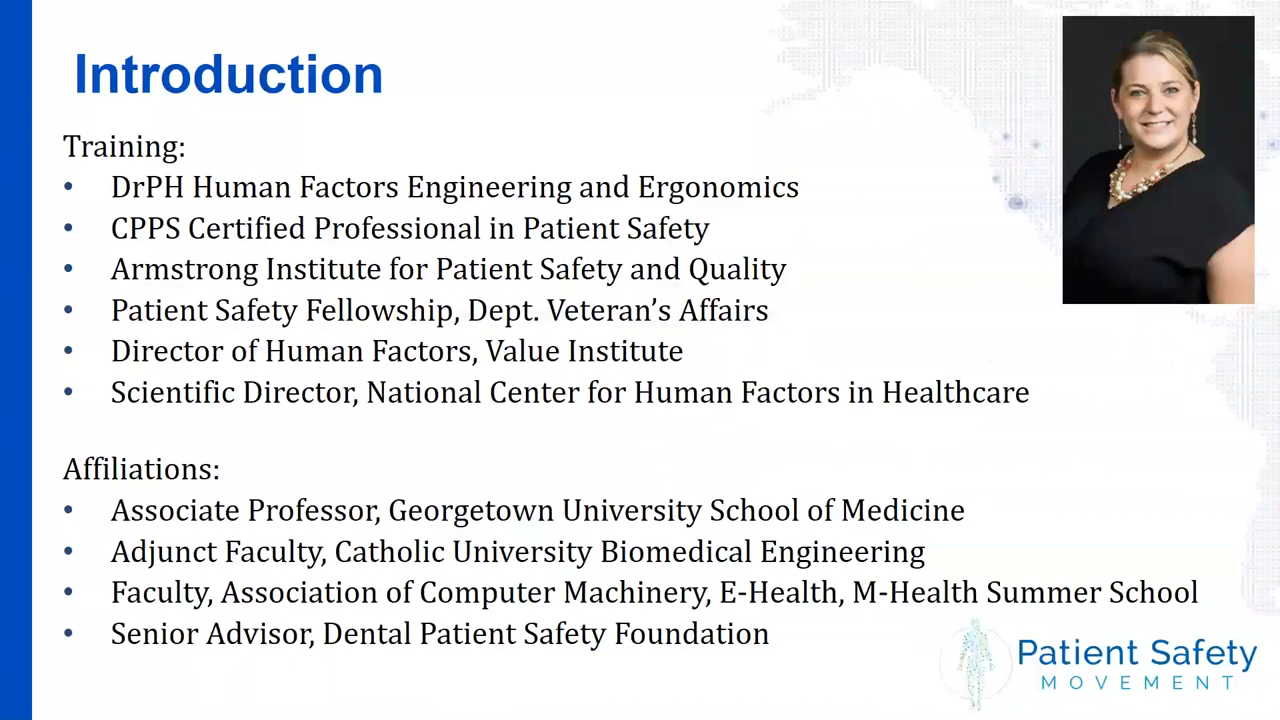 Introduction
Training:
• DrPH Human Factors Engineering and Ergonomics
• CPPS Certified Professional in Patient Safety
• Armstrong Institute for Patient Safety and Quality
• Patient Safety Fellowship, Dept. Veteran’s Affairs
• Director of Human Factors, Value Institute
• Scientific Director, National Center for Human Factors in Healthcare
Affiliations:
• Associate Professor, Georgetown University School of Medicine
• Adjunct Faculty, Catholic University Biomedical Engineering
• Faculty, Association of Computer Machinery, E-Health, M-Health Summer School
• Senior Advisor, Dental Patient Safety Foundation
Patient Safety
MOVEMENT